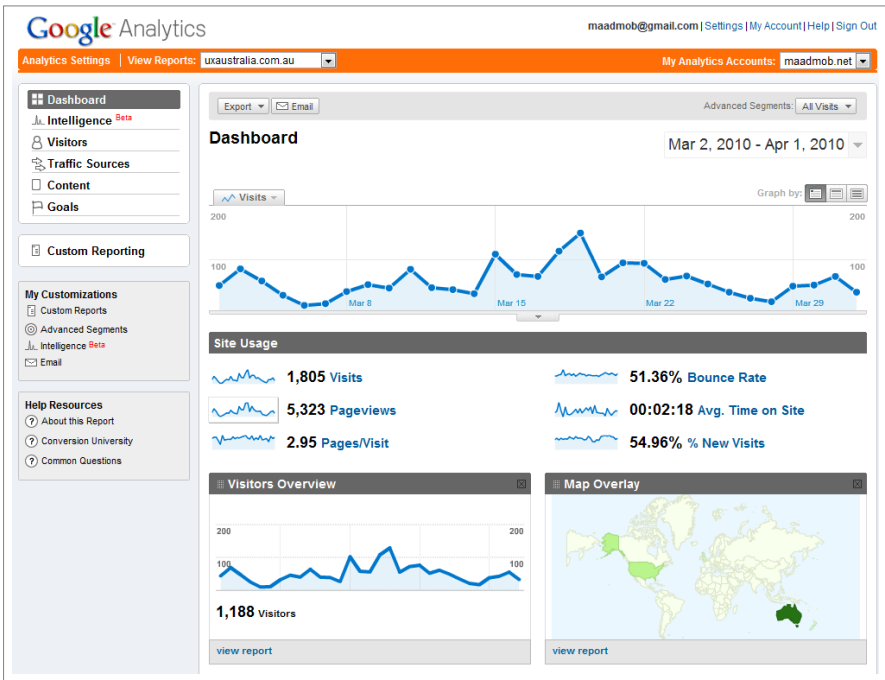 Google Analytics
maadmob@gmail.com | Settings | My Account | Help | Sign Out
Analytics Settings | View Reports: uxaustralia.com.au
My Analytics Accounts: maadmob.net
Dashboard
Intelligence Beta
Visitors
Traffic Sources
Content
Goals
Custom Reporting
My Customizations
Custom Reports
Advanced Segments
Intelligence Beta
Email
Help Resources
About this Report
Conversion University
Common Questions
Export Email
Advanced Segments: All Visits
Dashboard
Mar 2, 2010 - Apr 1, 2010
Visits
Graph by:
200 200
100 100
Mar 8 Mar 15 Mar 22 Mar 29
Site Usage
1,805 Visits
5,323 Pageviews
2.95 Pages/Visit
51.36% Bounce Rate
00:02:18 Avg. Time on Site
54.96% % New Visits
Visitors Overview
200 200
100 100
1,188 Visitors
view report
Map Overlay
view report